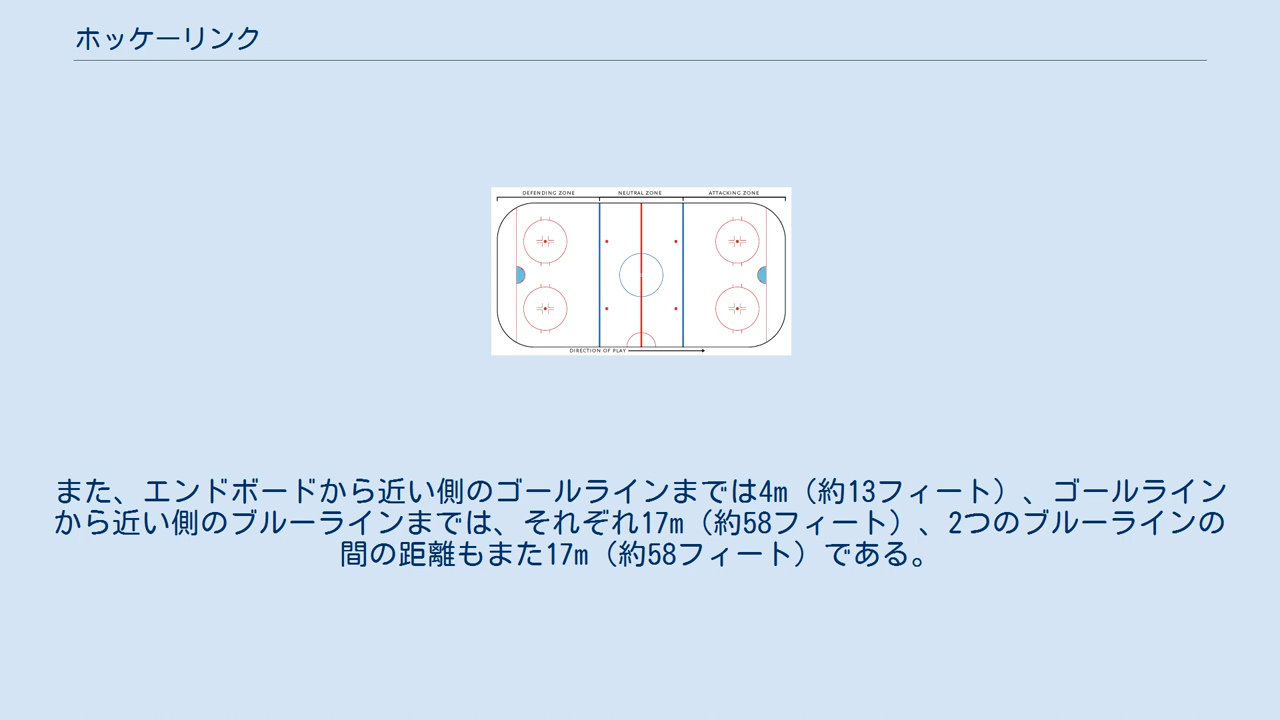 ホッケーリンク
DEFENDING ZONE
NEUTRAL ZONE
ATTACKING ZONE
DIRECTION OF PLAY
また、エンドボードから近い側のゴールラインまでは4m（約13フィート）、ゴールライン
から近い側のブルーラインまでは、それぞれ17m（約58フィート）、2つのブルーラインの
間の距離もまた17m（約58フィート）である。